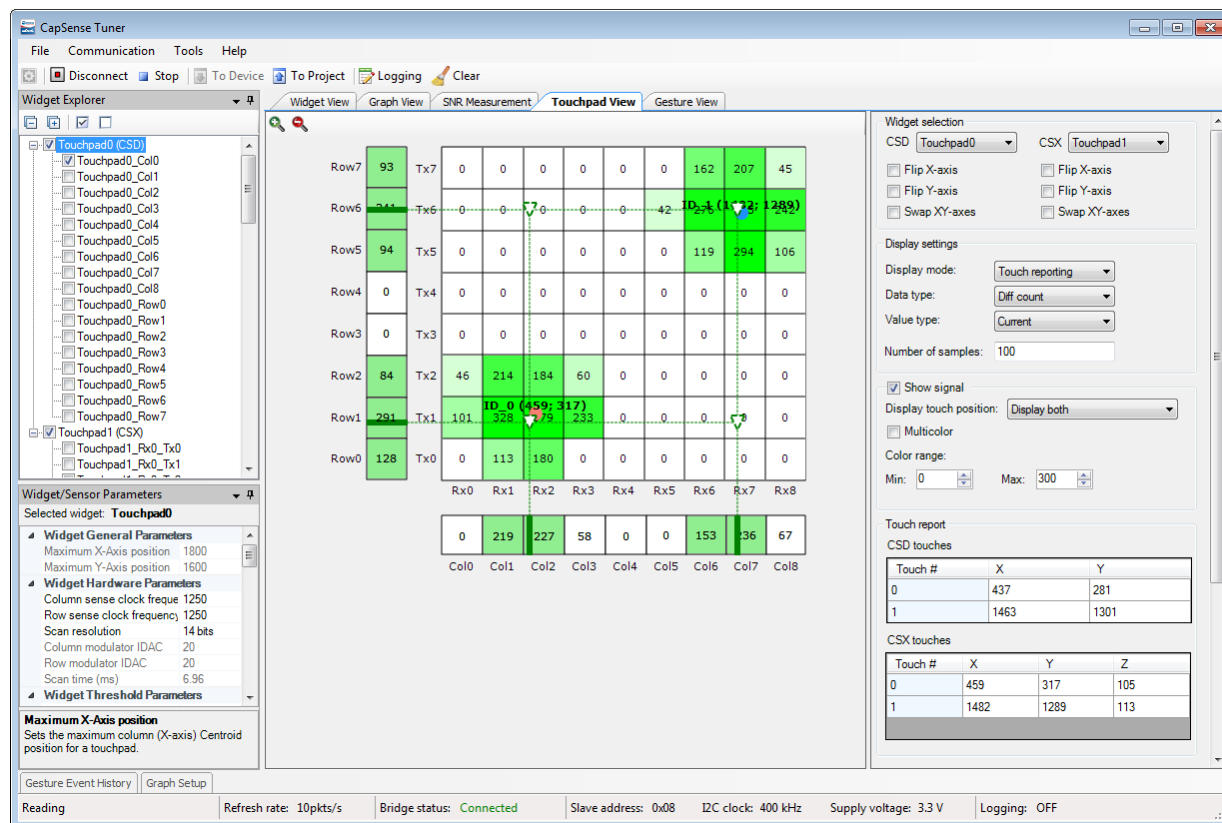 CapSense Tuner
File Communication Tools Help
Disconnect Stop To Device To Project Logging Clear
Widget Explorer
Touchpad0 (CSD)
Touchpad0_Col0
Touchpad0_Col1
Touchpad0_Col2
Touchpad0_Col3
Touchpad0_Col4
Touchpad0_Col5
Touchpad0_Col6
Touchpad0_Col7
Touchpad0_Col8
Touchpad0_Row0
Touchpad0_Row1
Touchpad0_Row2
Touchpad0_Row3
Touchpad0_Row4
Touchpad0_Row5
Touchpad0_Row6
Touchpad0_Row7
Touchpad1 (CSX)
Touchpad1_Rx0_Tx0
Touchpad1_Rx0_Tx1
Widget/Sensor Parameters
Selected widget: Touchpad0
Widget General Parameters
Maximum X-Axis position 1800
Maximum Y-Axis position 1600
Widget Hardware Parameters
Column sense clock freque 1250
Row sense clock frequency 1250
Scan resolution 14 bits
Column modulator IDAC 20
Row modulator IDAC 20
Scan time (ms) 6.96
Widget Threshold Parameters
Maximum X-Axis position
Sets the maximum column (X-axis) Centroid
position for a touchpad.
Gesture Event History Graph Setup
Widget View Graph View SNR Measurement Touchpad View Gesture View
Row7 93 Tx7 0 0 0 0 0 0 162 207 45
Row6 241 Tx6 0 0 0 0 0 42 276 242
ID_1 (1482; 1289)
Row5 94 Tx5 0 0 0 0 0 0 119 294 106
Row4 0 Tx4 0 0 0 0 0 0 0 0 0
Row3 0 Tx3 0 0 0 0 0 0 0 0 0
Row2 84 Tx2 46 214 184 60 0 0 0 0 0
ID_0 (459; 317)
Row1 291 Tx1 101 328 233 0 0 0 0 0
Row0 128 Tx0 0 113 180 0 0 0 0 0 0
Rx0 Rx1 Rx2 Rx3 Rx4 Rx5 Rx6 Rx7 Rx8
0 219 227 58 0 0 153 236 67
Col0 Col1 Col2 Col3 Col4 Col5 Col6 Col7 Col8
Widget selection
CSD Touchpad0 CSX Touchpad1
Flip X-axis Flip X-axis
Flip Y-axis Flip Y-axis
Swap XY-axes Swap XY-axes
Display settings
Display mode: Touch reporting
Data type: Diff count
Value type: Current
Number of samples: 100
Show signal
Display touch position: Display both
Multicolor
Color range:
Min: 0 Max: 300
Touch report
CSD touches
Touch # X Y
0 437 281
1 1463 1301
CSX touches
Touch # X Y Z
0 459 317 105
1 1482 1289 113
Reading Refresh rate: 10pkts/s Bridge status: Connected Slave address: 0x08 I2C clock: 400 kHz Supply voltage: 3.3 V Logging: OFF